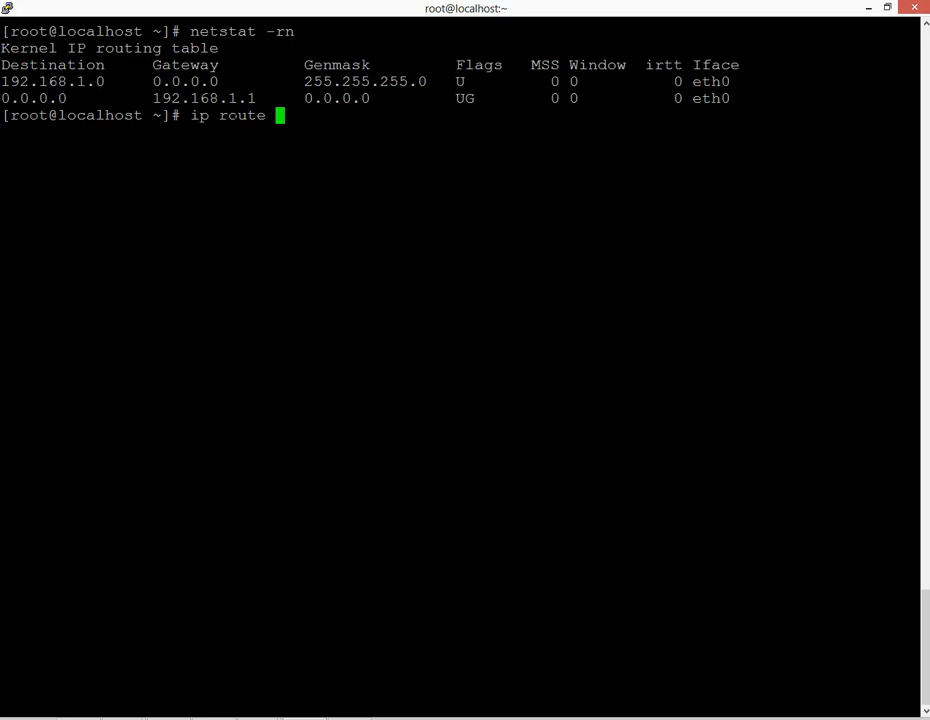 root@localhost:~
[root@localhost ~]# netstat -rn
Kernel IP routing table
Destination     Gateway         Genmask         Flags   MSS Window  irtt Iface
192.168.1.0     0.0.0.0         255.255.255.0   U         0 0          0 eth0
0.0.0.0         192.168.1.1     0.0.0.0         UG        0 0          0 eth0
[root@localhost ~]# ip route